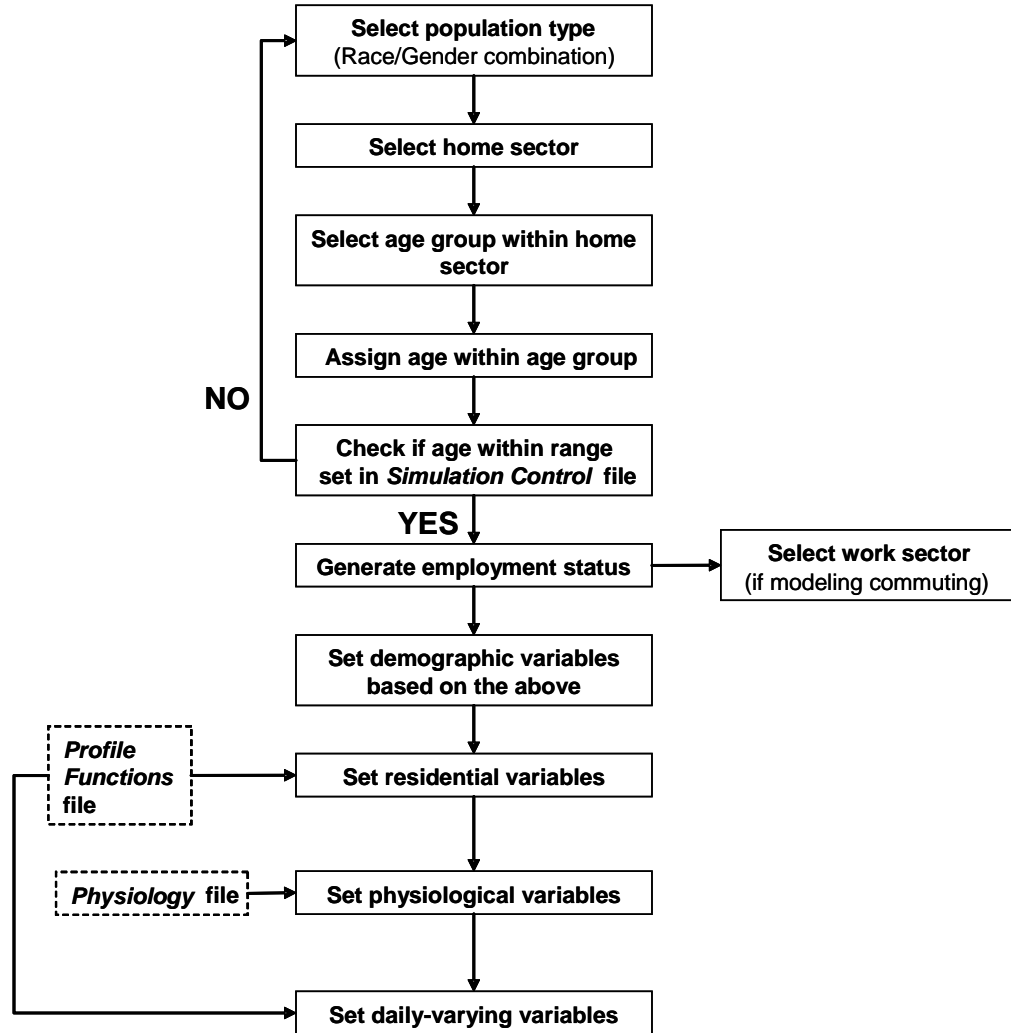 Select population type
(Race/Gender combination)
Select home sector
Select age group within home
sector
Assign age within age group
NO
Check if age within range
set in Simulation Control file
YES
Generate employment status
Select work sector
(if modeling commuting)
Set demographic variables
based on the above
Profile
Functions
file
Set residential variables
Physiology file
Set physiological variables
Set daily-varying variables